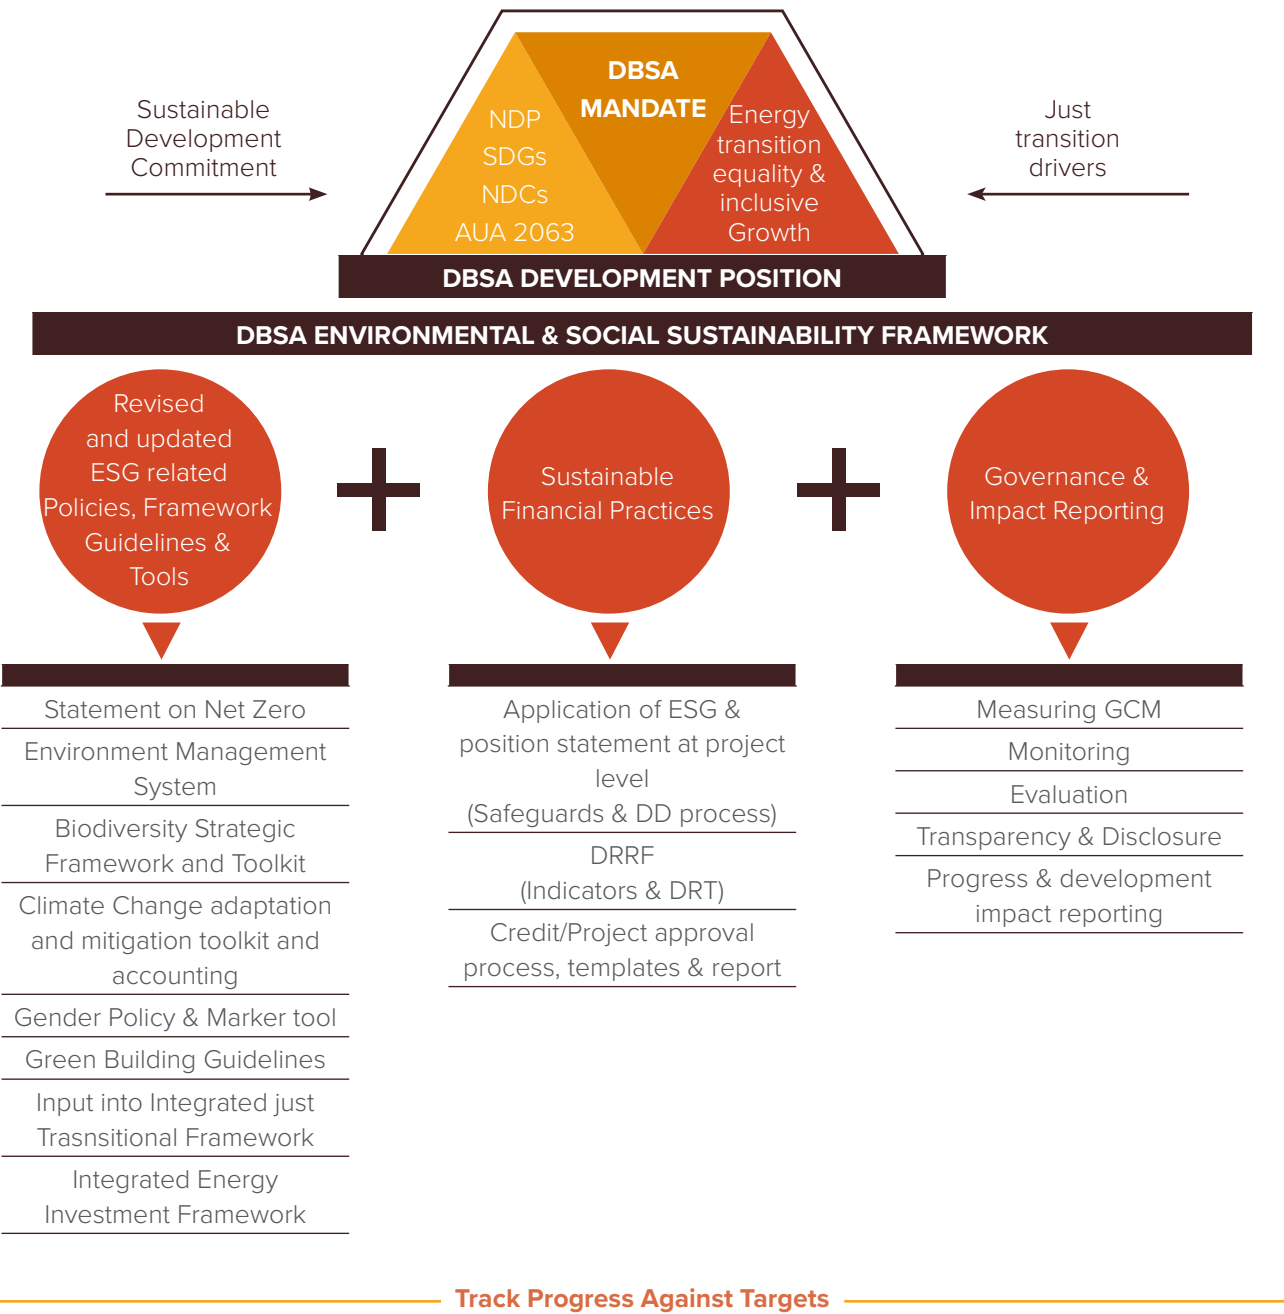 Sustainable
Development
Commitment
NDP
SDGs
NDCs
AUA 2063
DBSA
MANDATE
Energy
transition
equality &
inclusive
Growth
Just
transition
drivers
DBSA DEVELOPMENT POSITION
DBSA ENVIRONMENTAL & SOCIAL SUSTAINABILITY FRAMEWORK
Revised
and updated
ESG related
Policies, Framework
Guidelines &
Tools
Sustainable
Financial Practices
Governance &
Impact Reporting
Statement on Net Zero
Environment Management
System
Biodiversity Strategic
Framework and Toolkit
Climate Change adaptation
and mitigation toolkit and
accounting
Gender Policy & Marker tool
Green Building Guidelines
Input into Integrated just
Trasnsitional Framework
Integrated Energy
Investment Framework
Application of ESG &
position statement at project
level
(Safeguards & DD process)
DRRF
(Indicators & DRT)
Credit/Project approval
process, templates & report
Measuring GCM
Monitoring
Evaluation
Transparency & Disclosure
Progress & development
impact reporting
Track Progress Against Targets